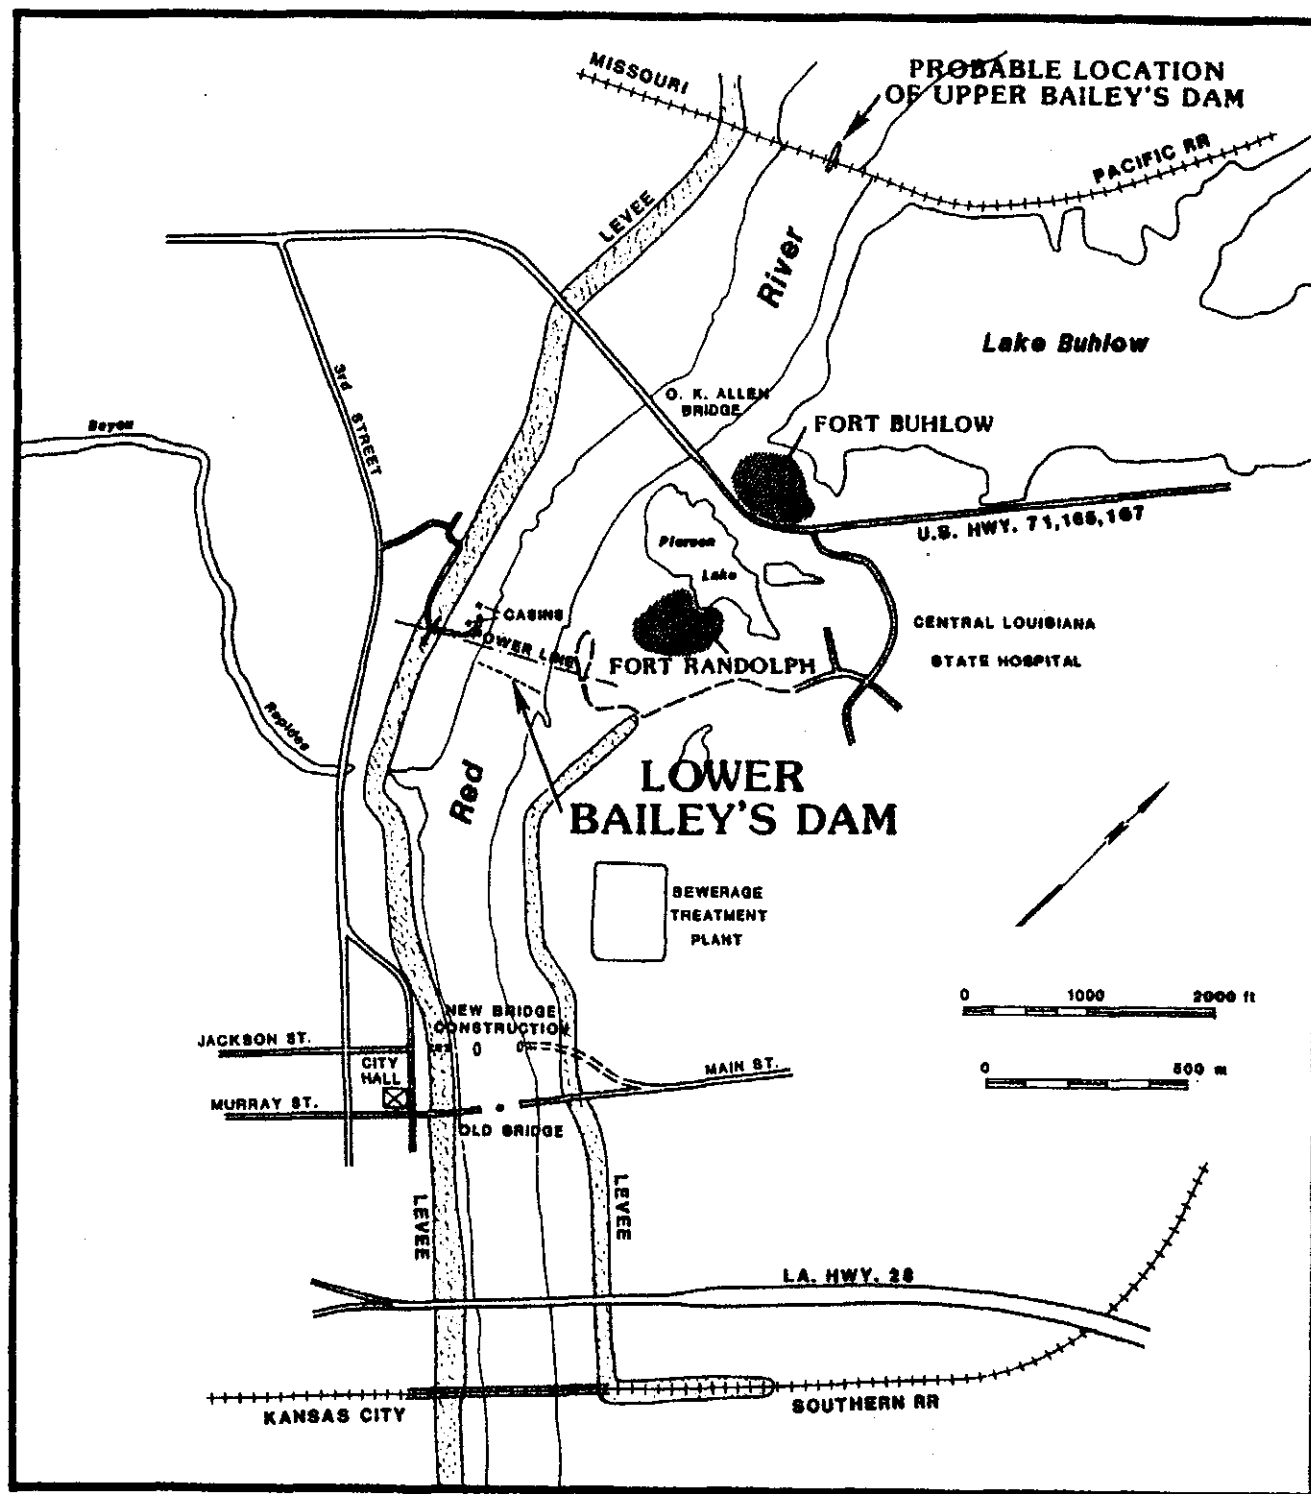 MISSOURI
PROBABLE LOCATION
OF UPPER BAILEY'S DAM
PACIFIC RR
LEVEE
River
Lake Buhlow
3rd STREET
O. K. ALLEN
BRIDGE
FORT BUHLOW
Bayou
U.S. HWY. 71,165,167
Lake
CABINS
POWER LINE
FORT RANDOLPH
CENTRAL LOUISIANA
STATE HOSPITAL
Rapides
Red
LOWER
BAILEY'S DAM
SEWERAGE
TREATMENT
PLANT
N
0 1000 2000 ft
0 500 m
NEW BRIDGE
CONSTRUCTION
JACKSON ST.
CITY
HALL
MAIN ST.
MURRAY ST.
OLD BRIDGE
LEVEE
LEVEE
LA. HWY. 28
KANSAS CITY
SOUTHERN RR